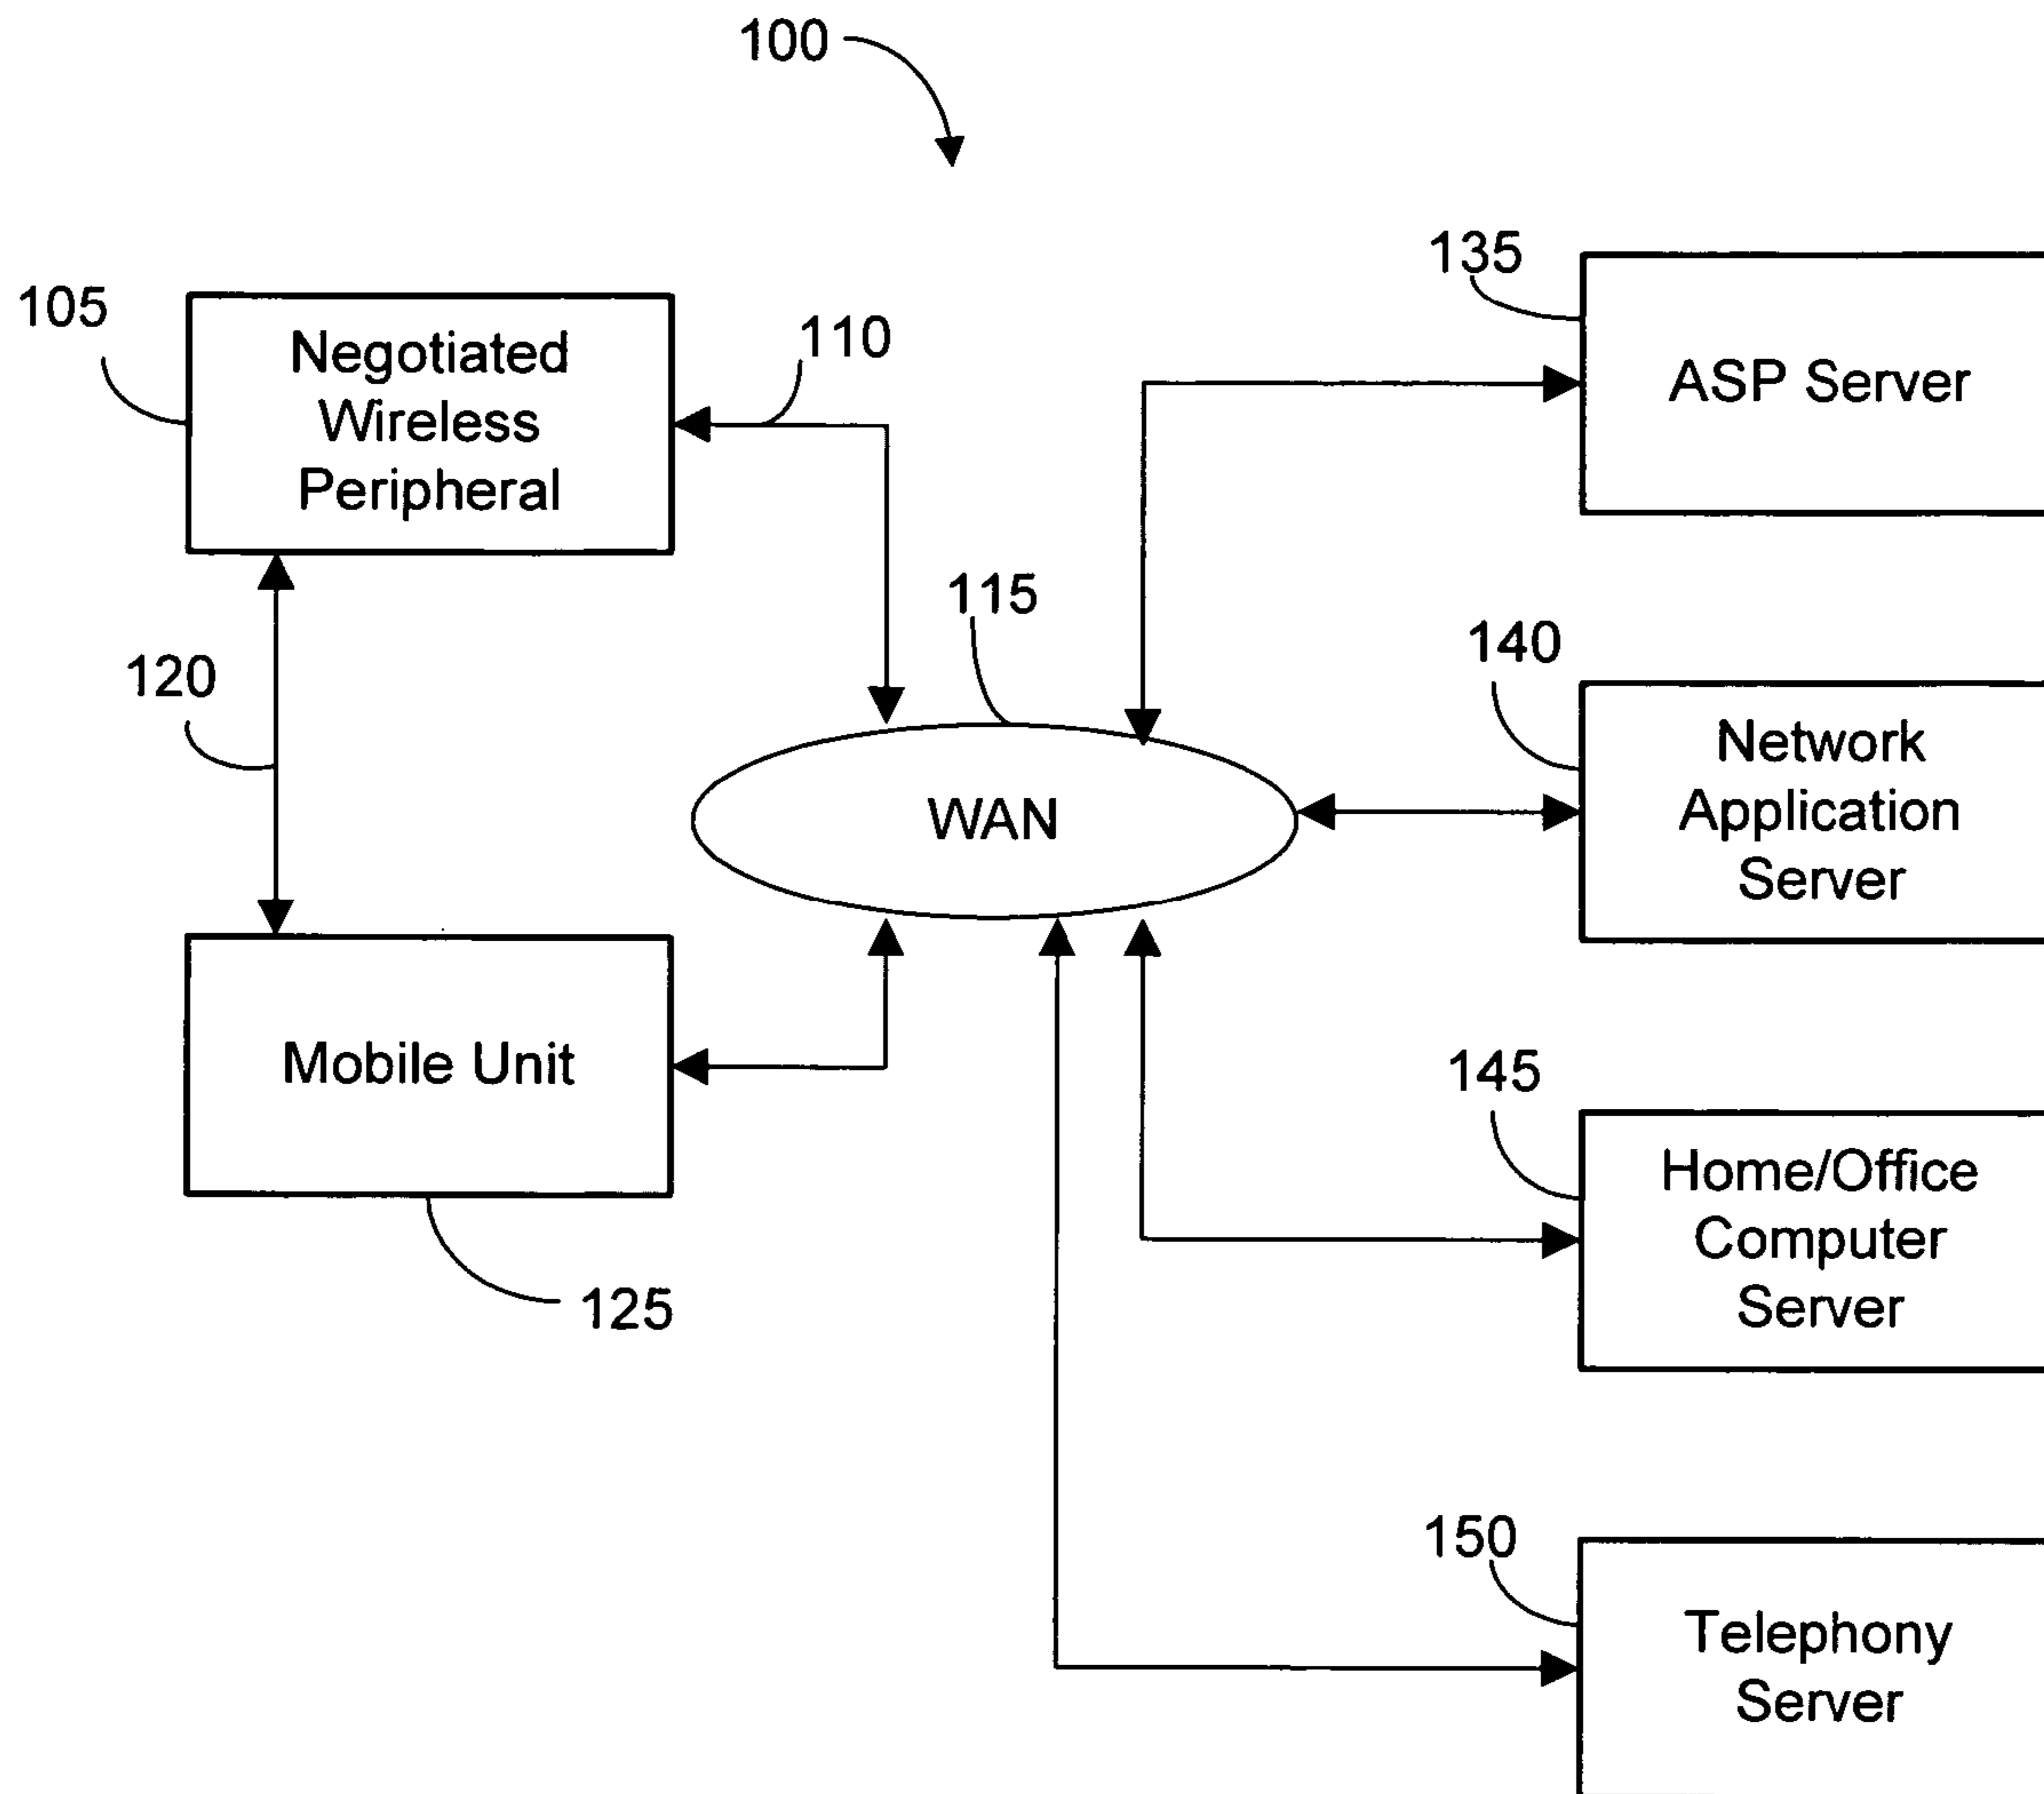 100
105
Negotiated
Wireless
Peripheral
110
135
ASP Server
115
120
140
Network
Application
Server
WAN
Mobile Unit
125
145
Home/Office
Computer
Server
150
Telephony
Server